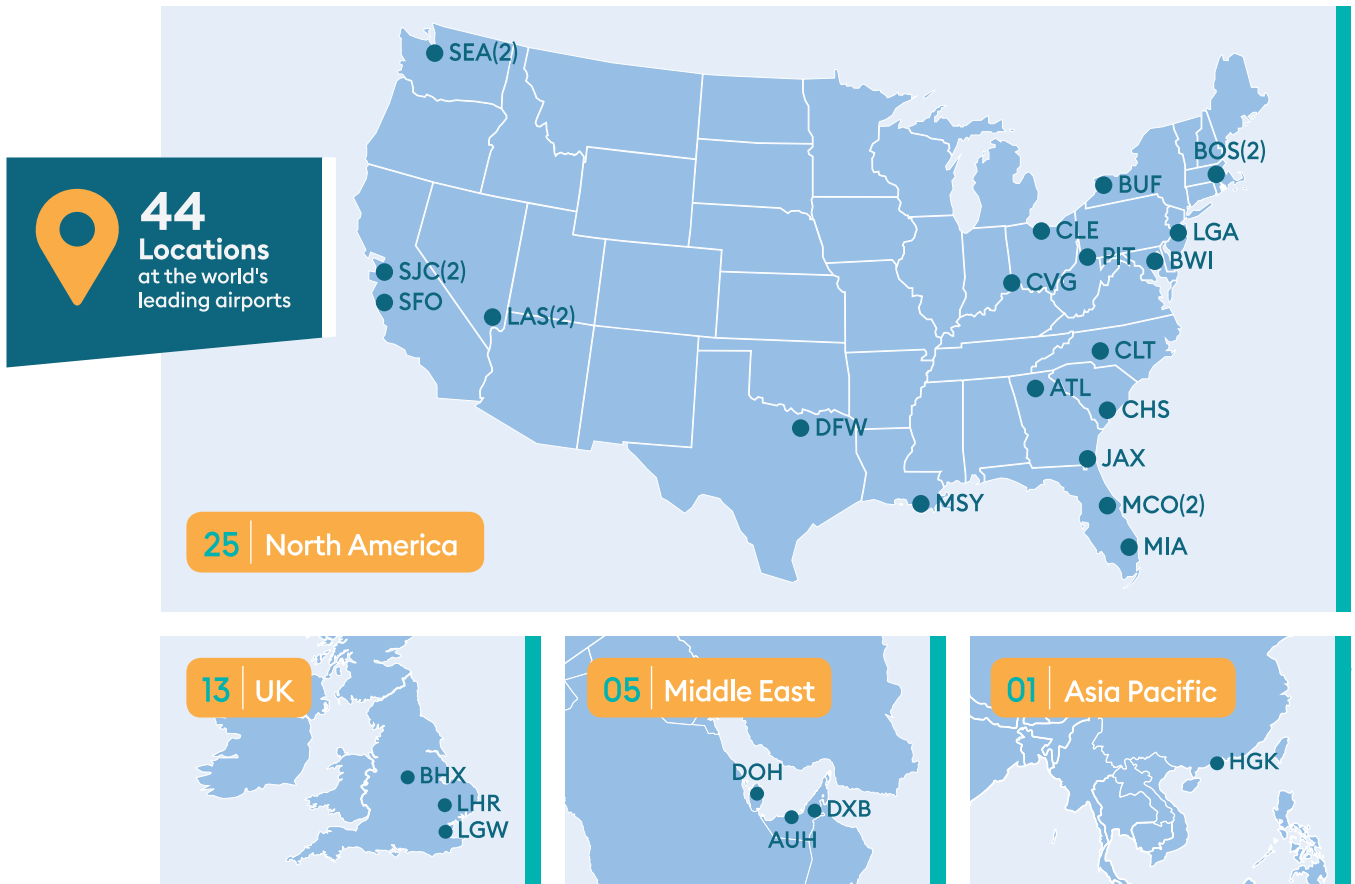 44
Locations
at the world's
leading airports
SEA(2)
BOS(2)
BUF
CLE
LGA
PIT
BWI
SJC(2)
CVG
SFO
LAS(2)
CLT
ATL
CHS
DFW
JAX
MSY
MCO(2)
MIA
25 North America
13 UK
BHX
LHR
LGW
05 Middle East
DOH
DXB
AUH
01 Asia Pacific
HGK